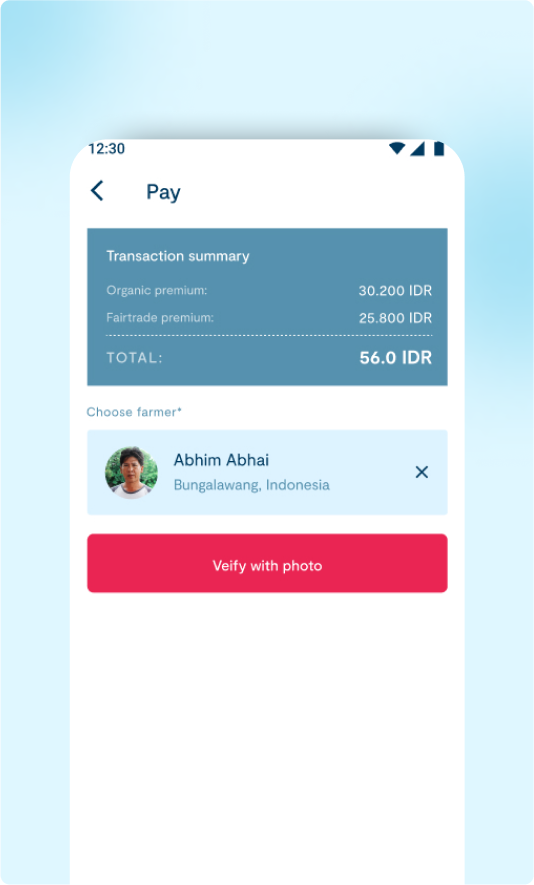 12:30
Pay
Transaction summary
Organic premium: 30.200 IDR
Fairtrade premium: 25.800 IDR
TOTAL: 56.0 IDR
Choose farmer*
Abhim Abhai
Bungalawang, Indonesia
Veify with photo